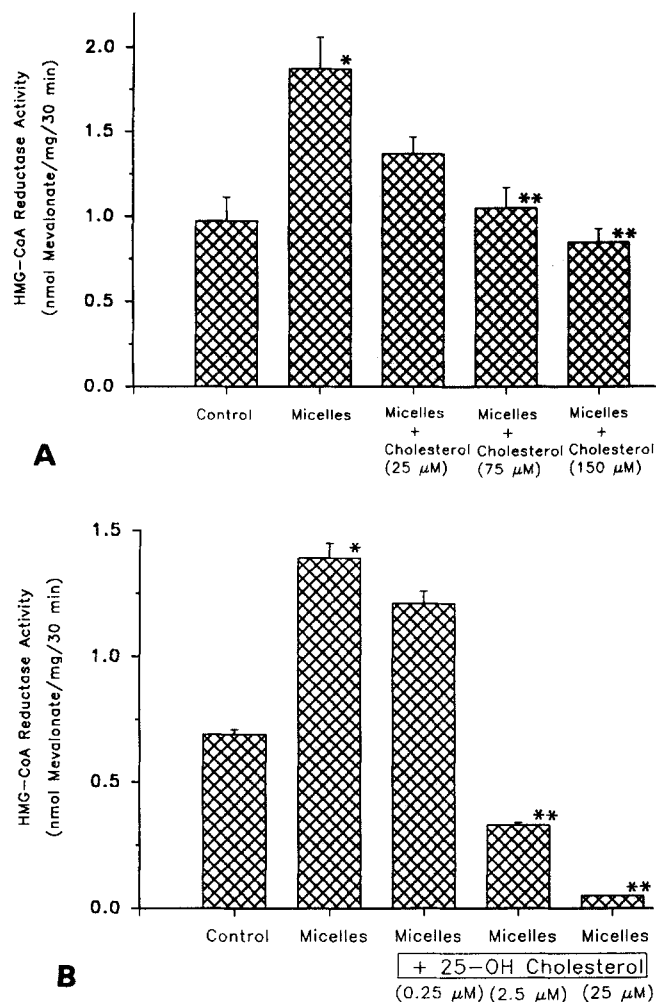 HMG-CoA Reductase Activity
(nmol Mevalonate/mg/30 min)
2.0
1.5
1.0
0.5
0.0
*
**
**
Control
Micelles
Micelles
+
Cholesterol
(25 μM)
Micelles
+
Cholesterol
(75 μM)
Micelles
+
Cholesterol
(150 μM)
A
HMG-CoA Reductase Activity
(nmol Mevalonate/mg/30 min)
1.5
1.0
0.5
0.0
*
**
**
Control
Micelles
Micelles
Micelles
Micelles
+ 25-OH Cholesterol
(0.25 μM)
(2.5 μM)
(25 μM)
B